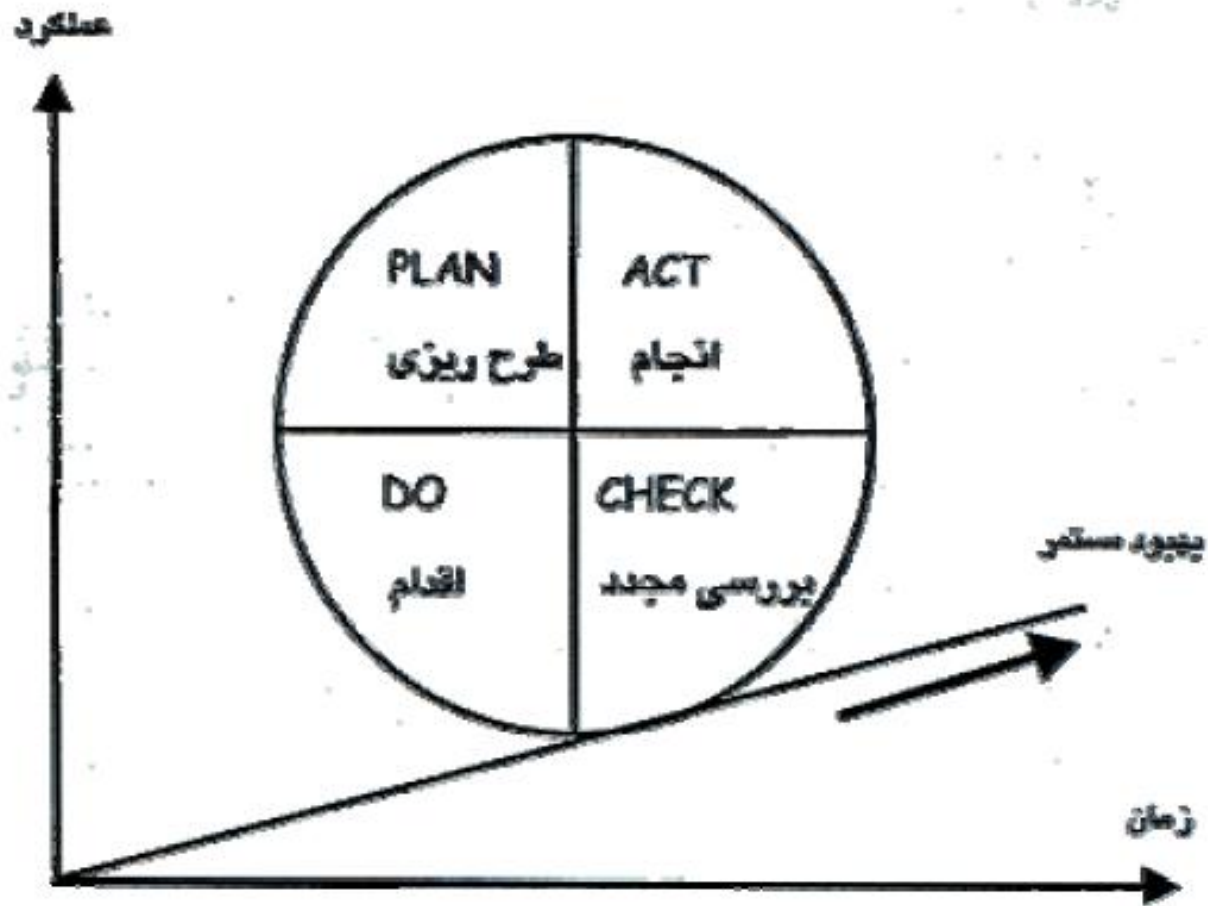 عملکرد
PLAN
طرح ریزی
ACT
انجام
DO
اقدام
CHECK
بررسی مجدد
بهبود مستمر
زمان